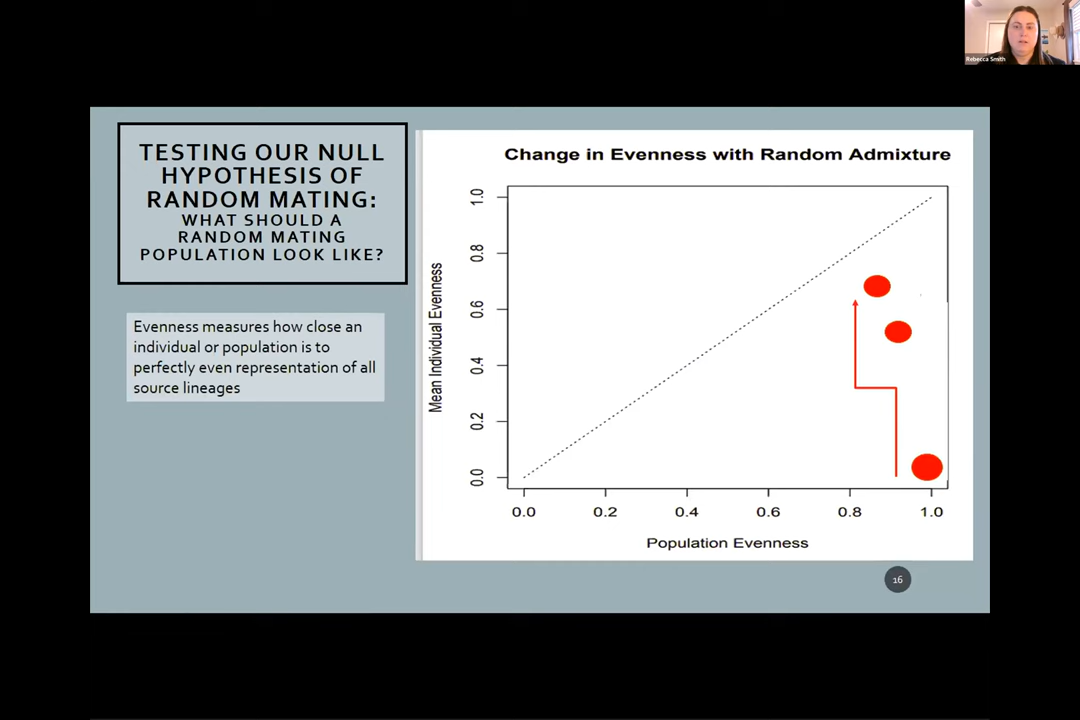 Rebecca Smith
TESTING OUR NULL
HYPOTHESIS OF
RANDOM MATING:
WHAT SHOULD A
RANDOM MATING
POPULATION LOOK LIKE?
Evenness measures how close an
individual or population is to
perfectly even representation of all
source lineages
Change in Evenness with Random Admixture
Mean Individual Evenness
1.0
0.8
0.6
0.4
0.2
0.0
0.0 0.2 0.4 0.6 0.8 1.0
Population Evenness
16